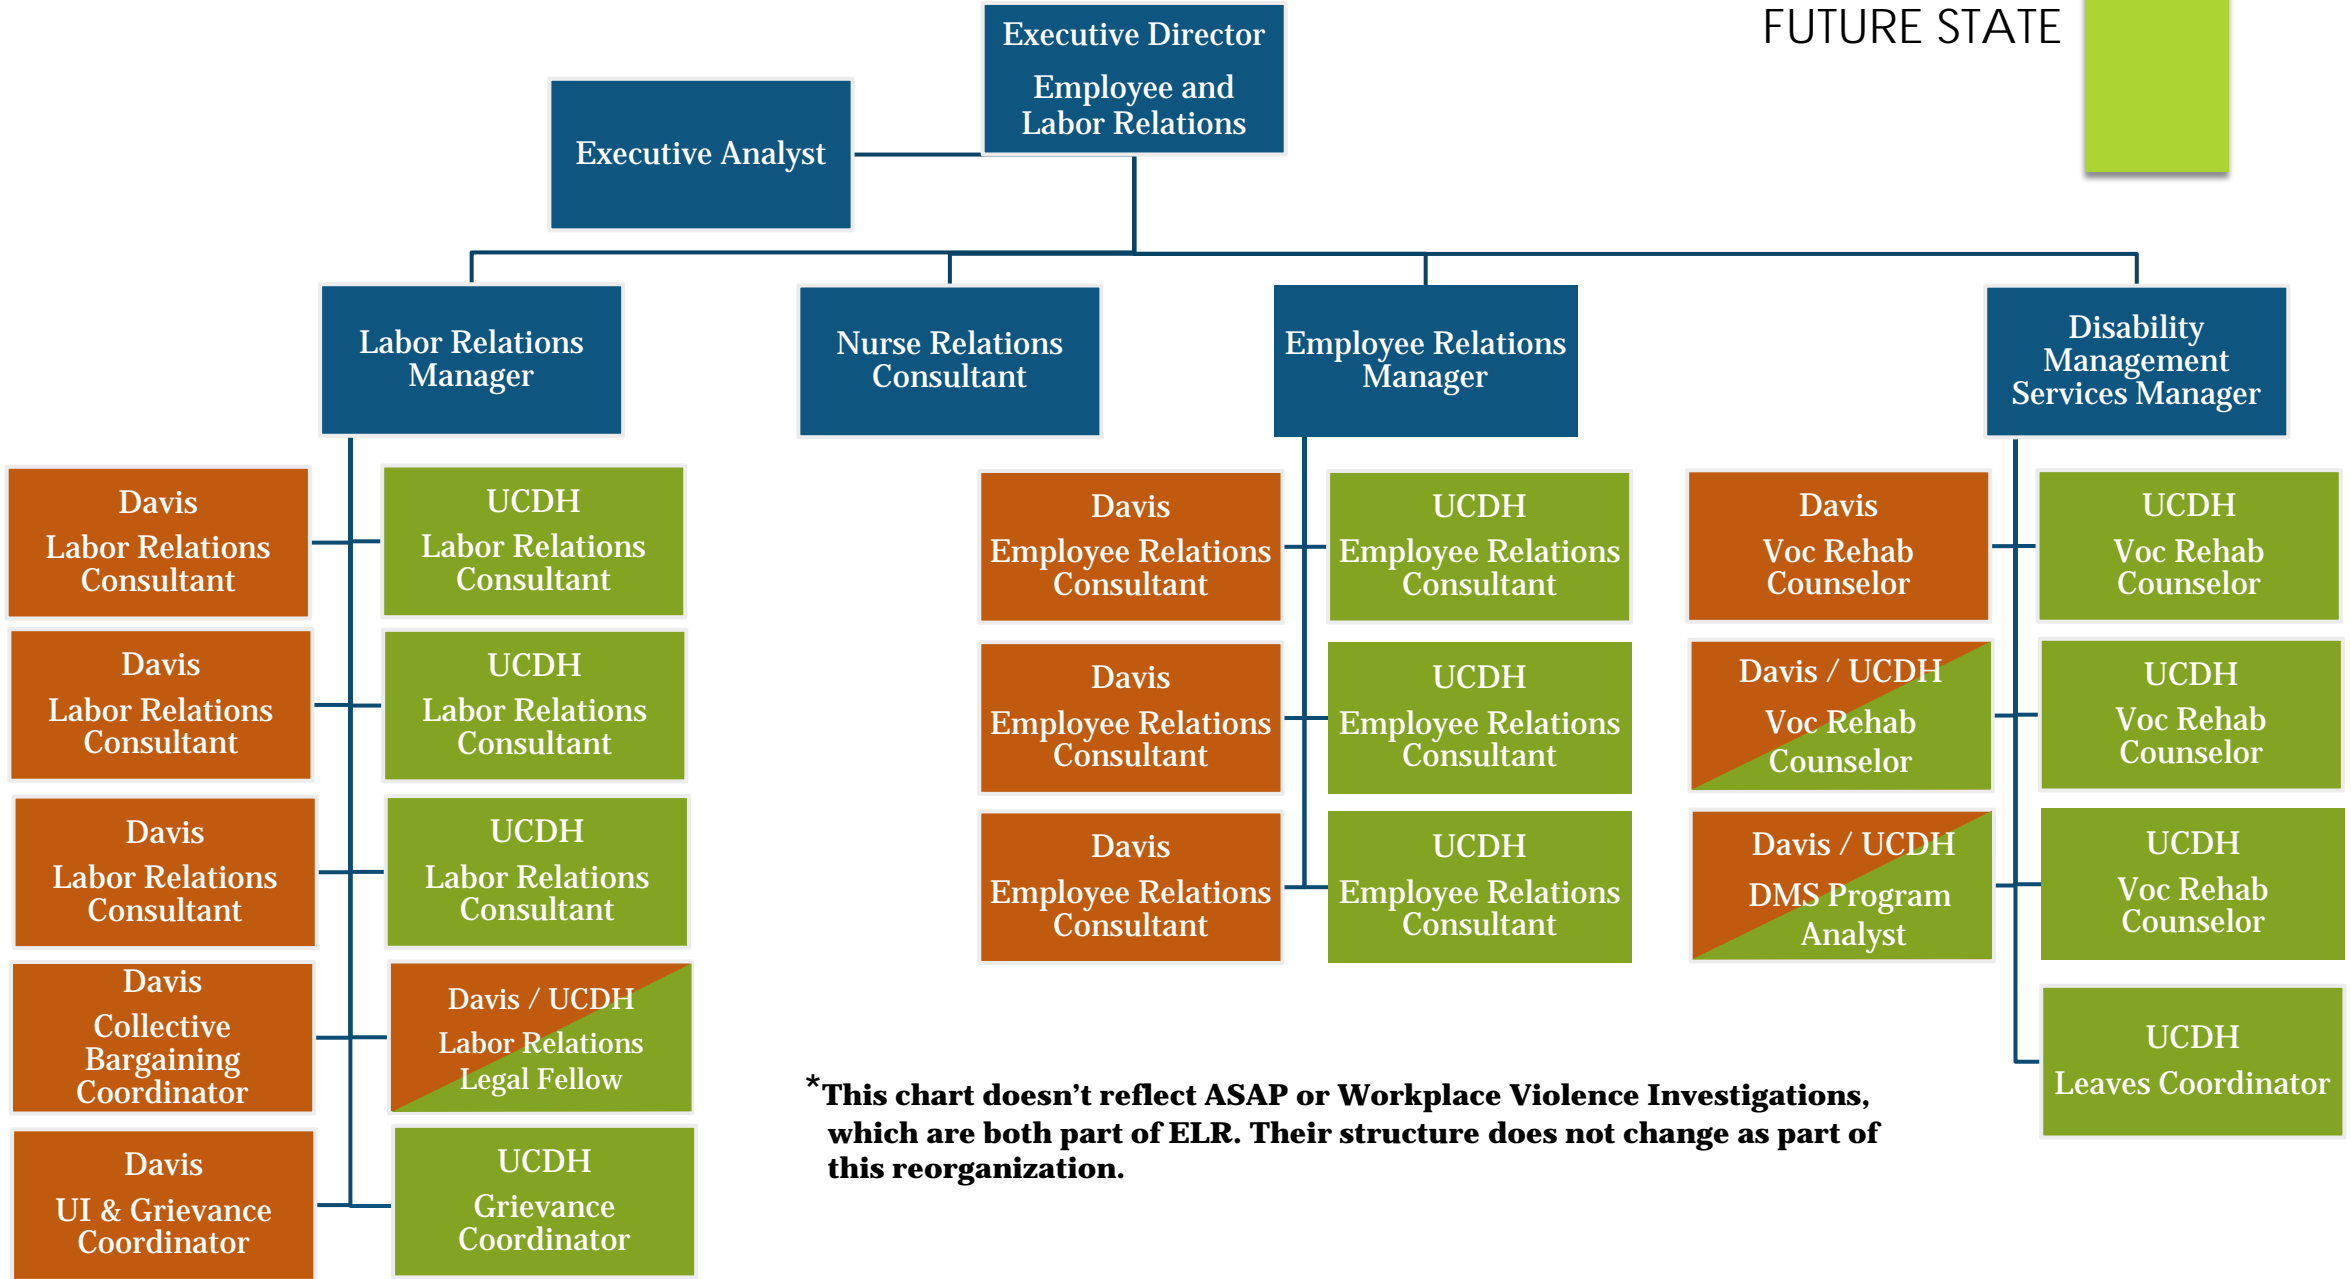 FUTURE STATE
Executive Director
Employee and
Labor Relations
Executive Analyst
Labor Relations
Manager
Nurse Relations
Consultant
Employee Relations
Manager
Disability
Management
Services Manager
Davis
Labor Relations
Consultant
UCDH
Labor Relations
Consultant
Davis
Labor Relations
Consultant
UCDH
Labor Relations
Consultant
Davis
Labor Relations
Consultant
UCDH
Labor Relations
Consultant
Davis
Collective
Bargaining
Coordinator
Davis / UCDH
Labor Relations
Legal Fellow
Davis
UI & Grievance
Coordinator
UCDH
Grievance
Coordinator
Davis
Employee Relations
Consultant
UCDH
Employee Relations
Consultant
Davis
Employee Relations
Consultant
UCDH
Employee Relations
Consultant
Davis
Employee Relations
Consultant
UCDH
Employee Relations
Consultant
Davis
Voc Rehab
Counselor
UCDH
Voc Rehab
Counselor
Davis / UCDH
Voc Rehab
Counselor
UCDH
Voc Rehab
Counselor
Davis / UCDH
DMS Program
Analyst
UCDH
Voc Rehab
Counselor
UCDH
Leaves Coordinator
*This chart doesn’t reflect ASAP or Workplace Violence Investigations,
which are both part of ELR. Their structure does not change as part of
this reorganization.